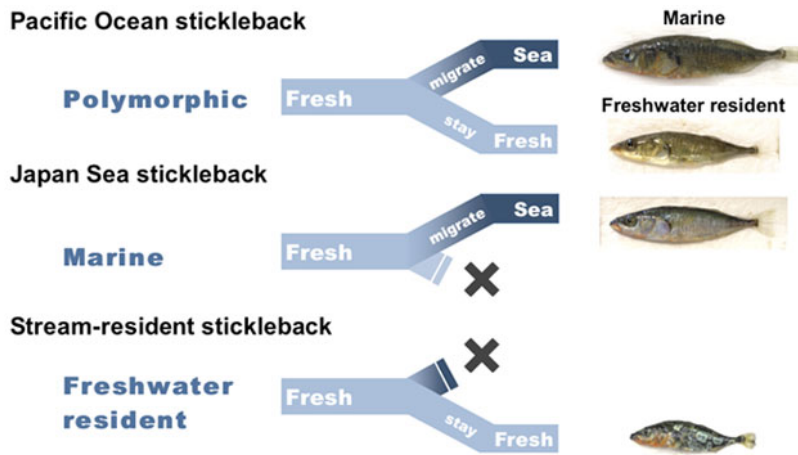 Pacific Ocean stickleback
Marine
Polymorphic
Fresh
migrate
Sea
stay
Fresh
Freshwater resident
Japan Sea stickleback
Marine
Fresh
migrate
Sea
Stream-resident stickleback
Freshwater
resident
Fresh
stay
Fresh